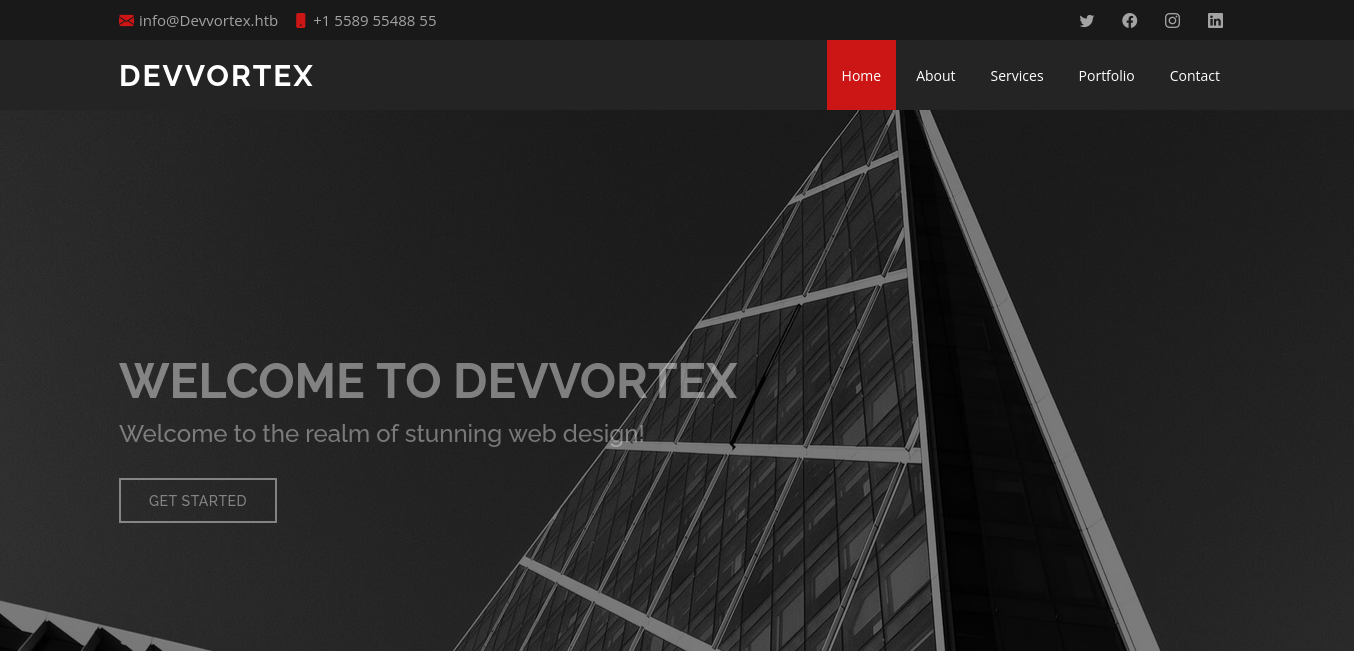 info@Devvortex.htb +1 5589 55488 55
DEVVORTEX
Home About Services Portfolio Contact
WELCOME TO DEVVORTEX
Welcome to the realm of stunning web design!
GET STARTED